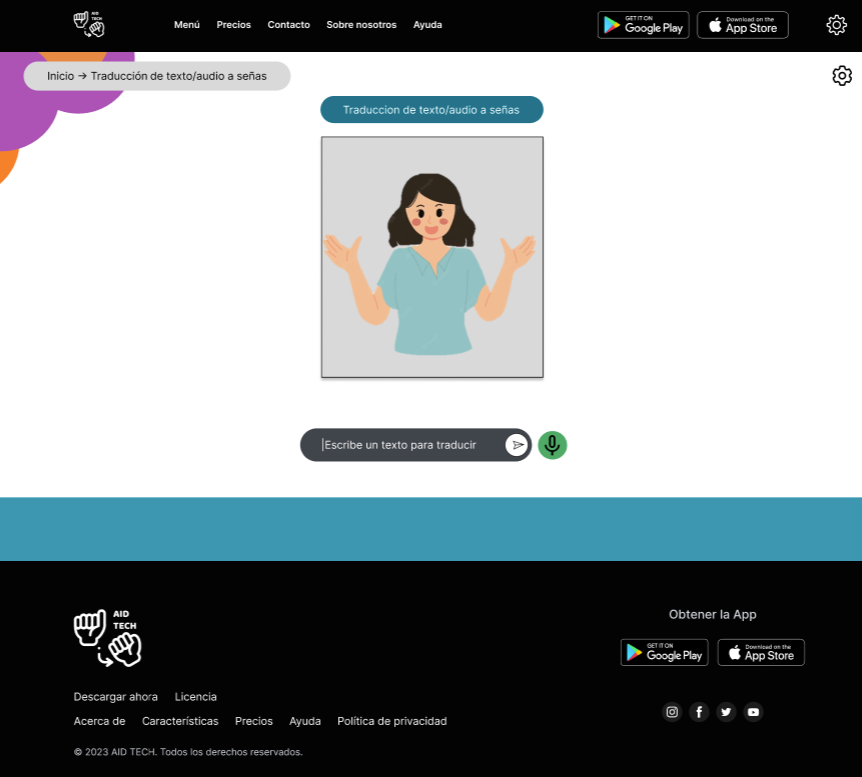 AID
TECH
Menú Precios Contacto Sobre nosotros Ayuda
GET IT ON
Google Play
Download on the
App Store
Inicio → Traducción de texto/audio a señas
Traduccion de texto/audio a señas
Escribe un texto para traducir
AID
TECH
Obtener la App
GET IT ON
Google Play
Download on the
App Store
Descargar ahora Licencia
Acerca de Características Precios Ayuda Política de privacidad
© 2023 AID TECH. Todos los derechos reservados.